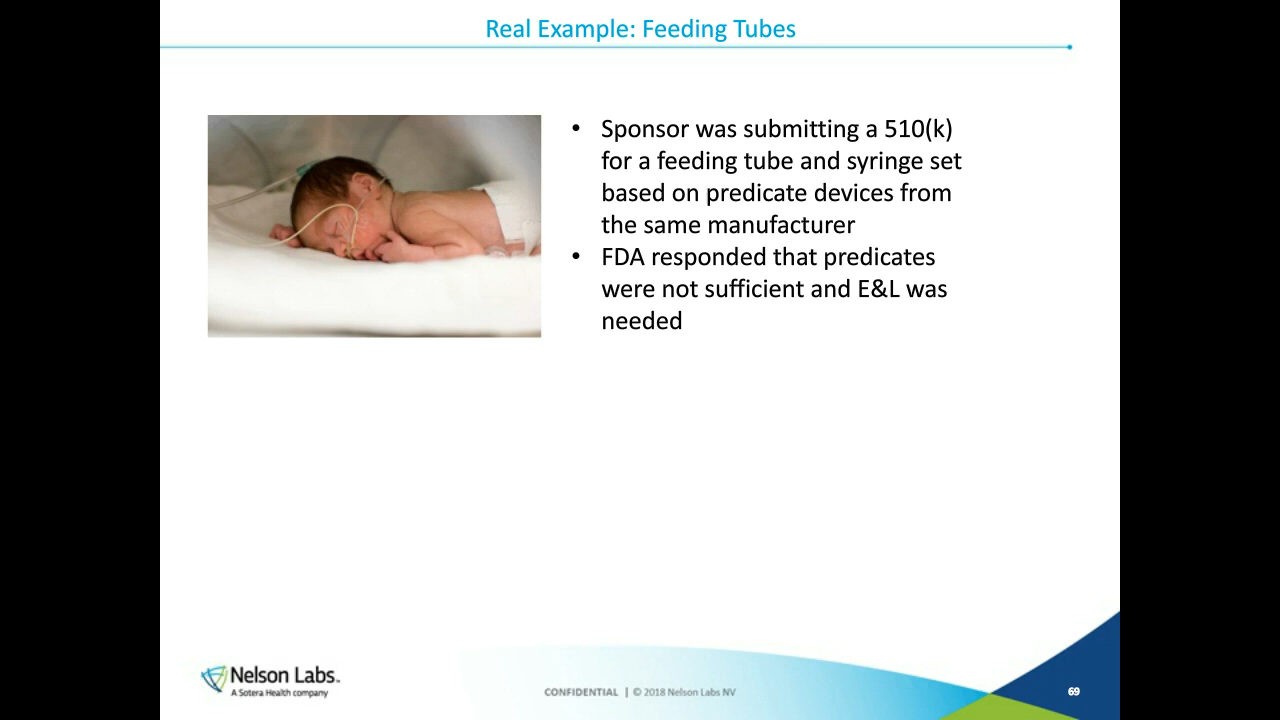 Real Example: Feeding Tubes
• Sponsor was submitting a 510(k)
for a feeding tube and syringe set
based on predicate devices from
the same manufacturer
• FDA responded that predicates
were not sufficient and E&L was
needed
Nelson Labs™
A Sotera Health company
CONFIDENTIAL | © 2018 Nelson Labs NV
69